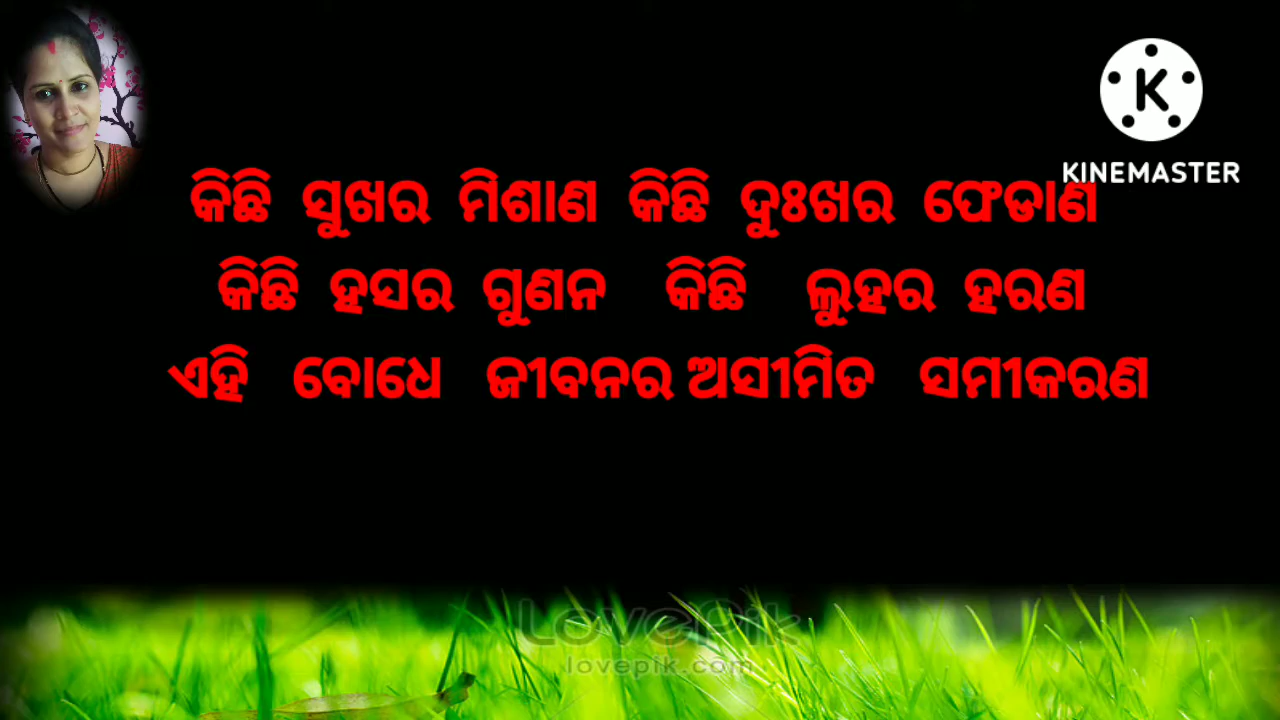 K
KINEMASTER
କିଛି ସୁଖର ମିଶାଣ କିଛି ଦୁଃଖର ଫେଡାଣ
କିଛି ହସର ଗୁଣନ କିଛି ଲୁହର ହରଣ
ଏହି ବୋଧେ ଜୀବନର ଅସୀମିତ ସମୀକରଣ
LovePik
lovepik.com